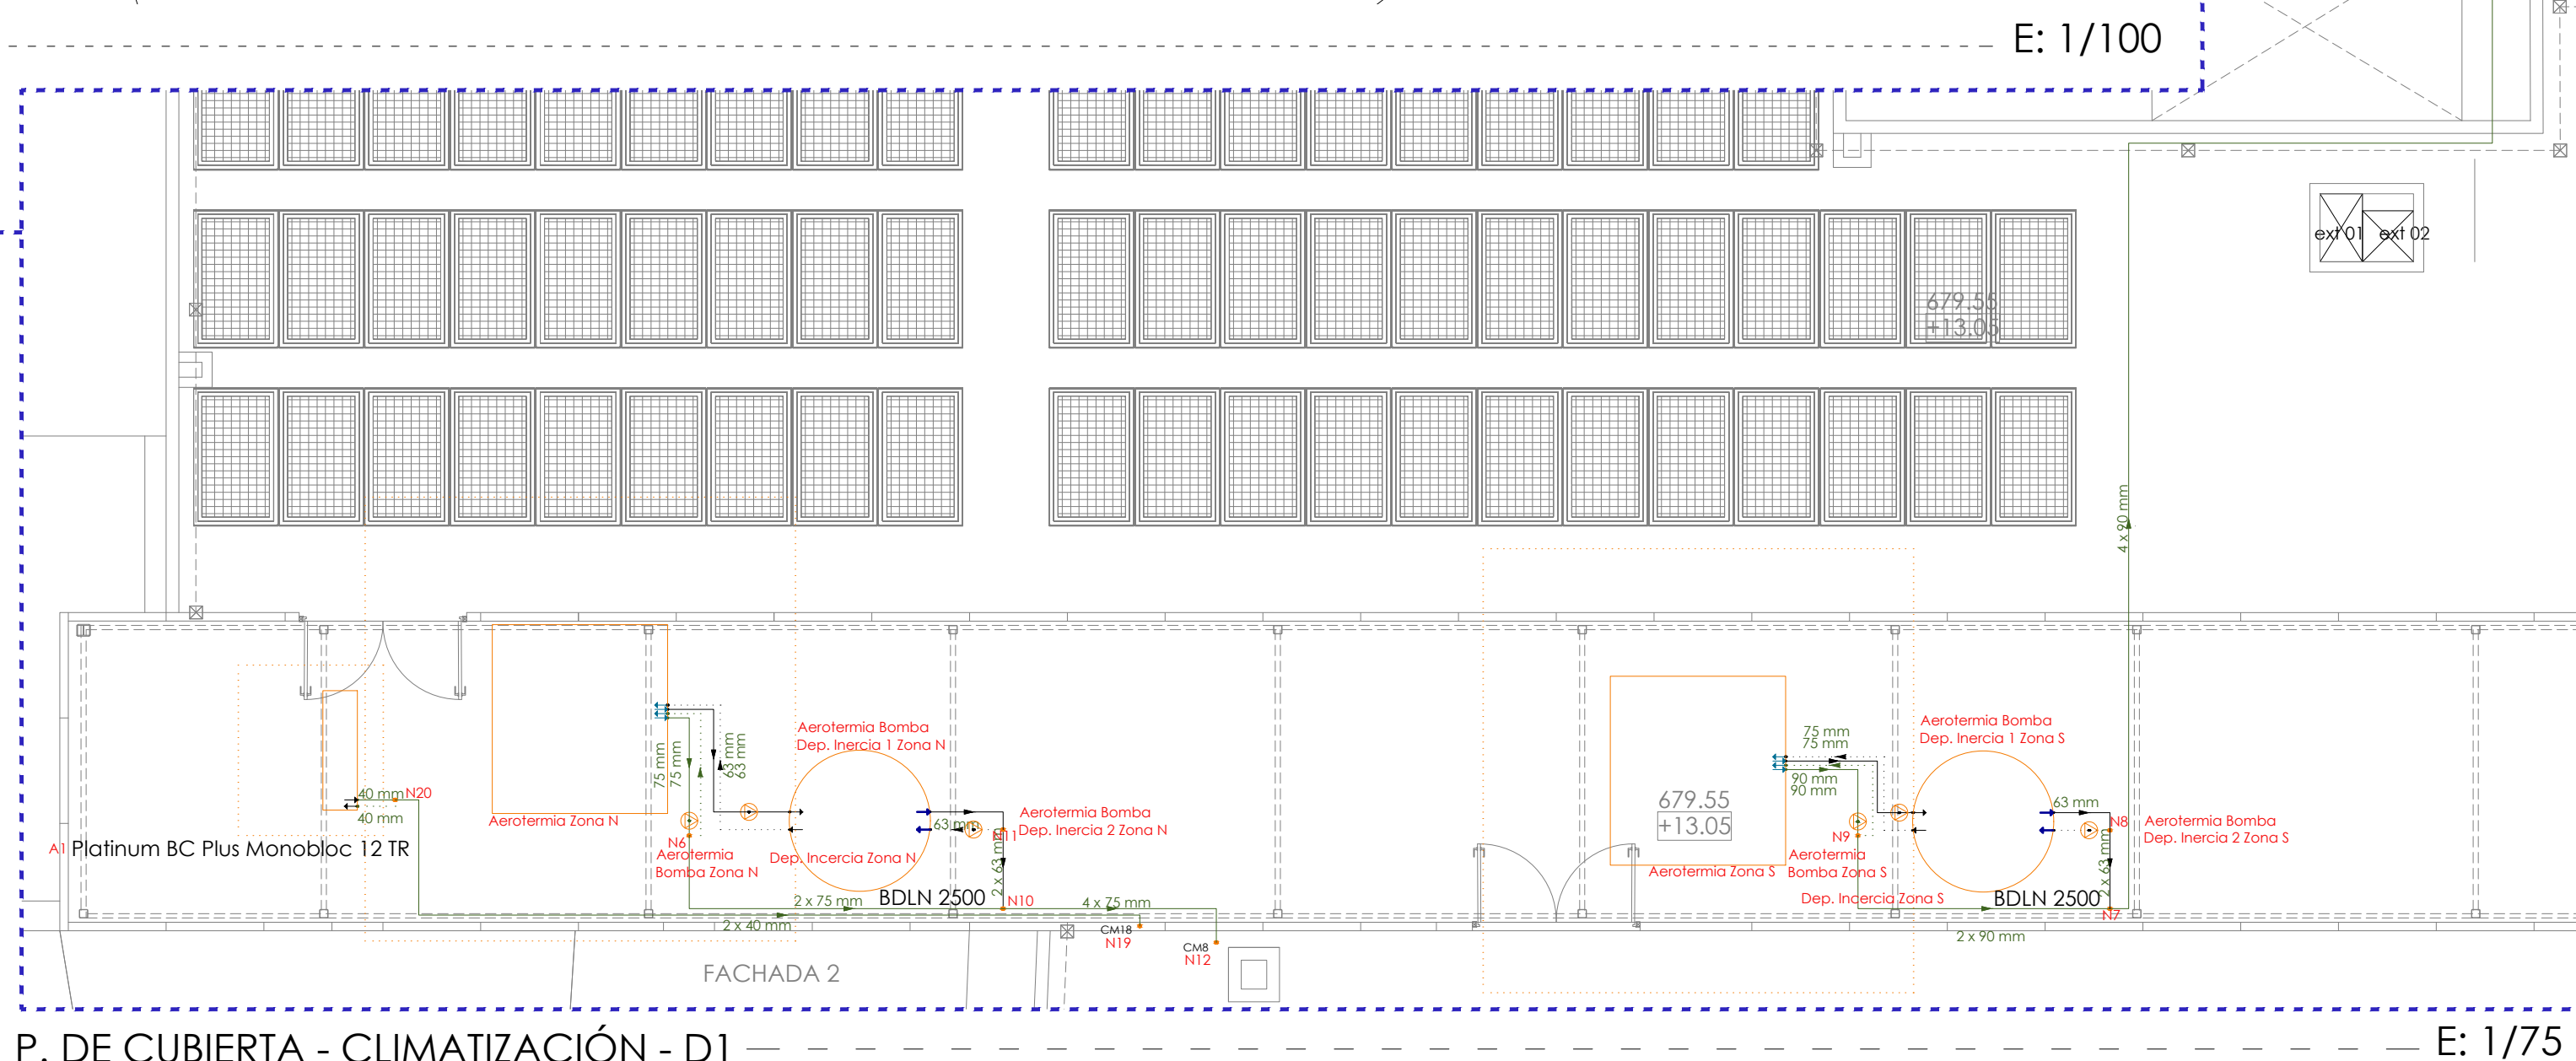 E: 1/100
ext 01 ext 02
679.55
+13.05
4 x 90 mm
Aerotermia Bomba
Dep. Inercia 1 Zona N
75 mm
75 mm
63 mm
63 mm
Aerotermia Bomba
Dep. Inercia 1 Zona S
75 mm
75 mm
90 mm
90 mm
40 mm N20
40 mm
Aerotermia Zona N
N6
Aerotermia
Bomba Zona N
63 mm
N11
Aerotermia Bomba
Dep. Inercia 2 Zona N
2 x 63 mm
679.55
+13.05
Aerotermia Zona S
N9
Aerotermia
Bomba Zona S
63 mm
N8
Aerotermia Bomba
Dep. Inercia 2 Zona S
2 x 63 mm
A1 Platinum BC Plus Monobloc 12 TR
Dep. Incercia Zona N
BDLN 2500
2 x 75 mm
N10
4 x 75 mm
2 x 40 mm
CM18
N19
CM8
N12
Dep. Incercia Zona S
BDLN 2500
N7
2 x 90 mm
FACHADA 2
P. DE CUBIERTA - CLIMATIZACIÓN - D1
E: 1/75